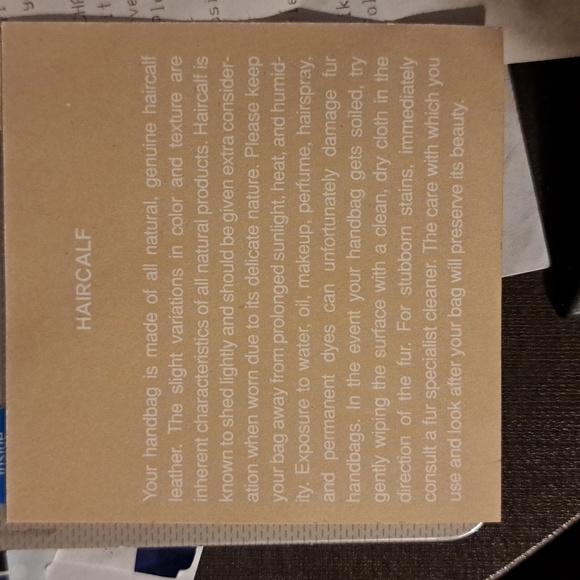 HAIRCALF
Your handbag is made of all natural, genuine haircalf
leather. The slight variations in color and texture are
inherent characteristics of all natural products. Haircalf is
known to shed lightly and should be given extra consider-
ation when worn due to its delicate nature. Please keep
your bag away from prolonged sunlight, heat, and humid-
ity. Exposure to water, oil, makeup, perfume, hairspray,
and permanent dyes can unfortunately damage fur
handbags. In the event your handbag gets soiled, try
gently wiping the surface with a clean, dry cloth in the
direction of the fur. For stubborn stains, immediately
consult a fur specialist cleaner. The care with which you
use and look after your bag will preserve its beauty.